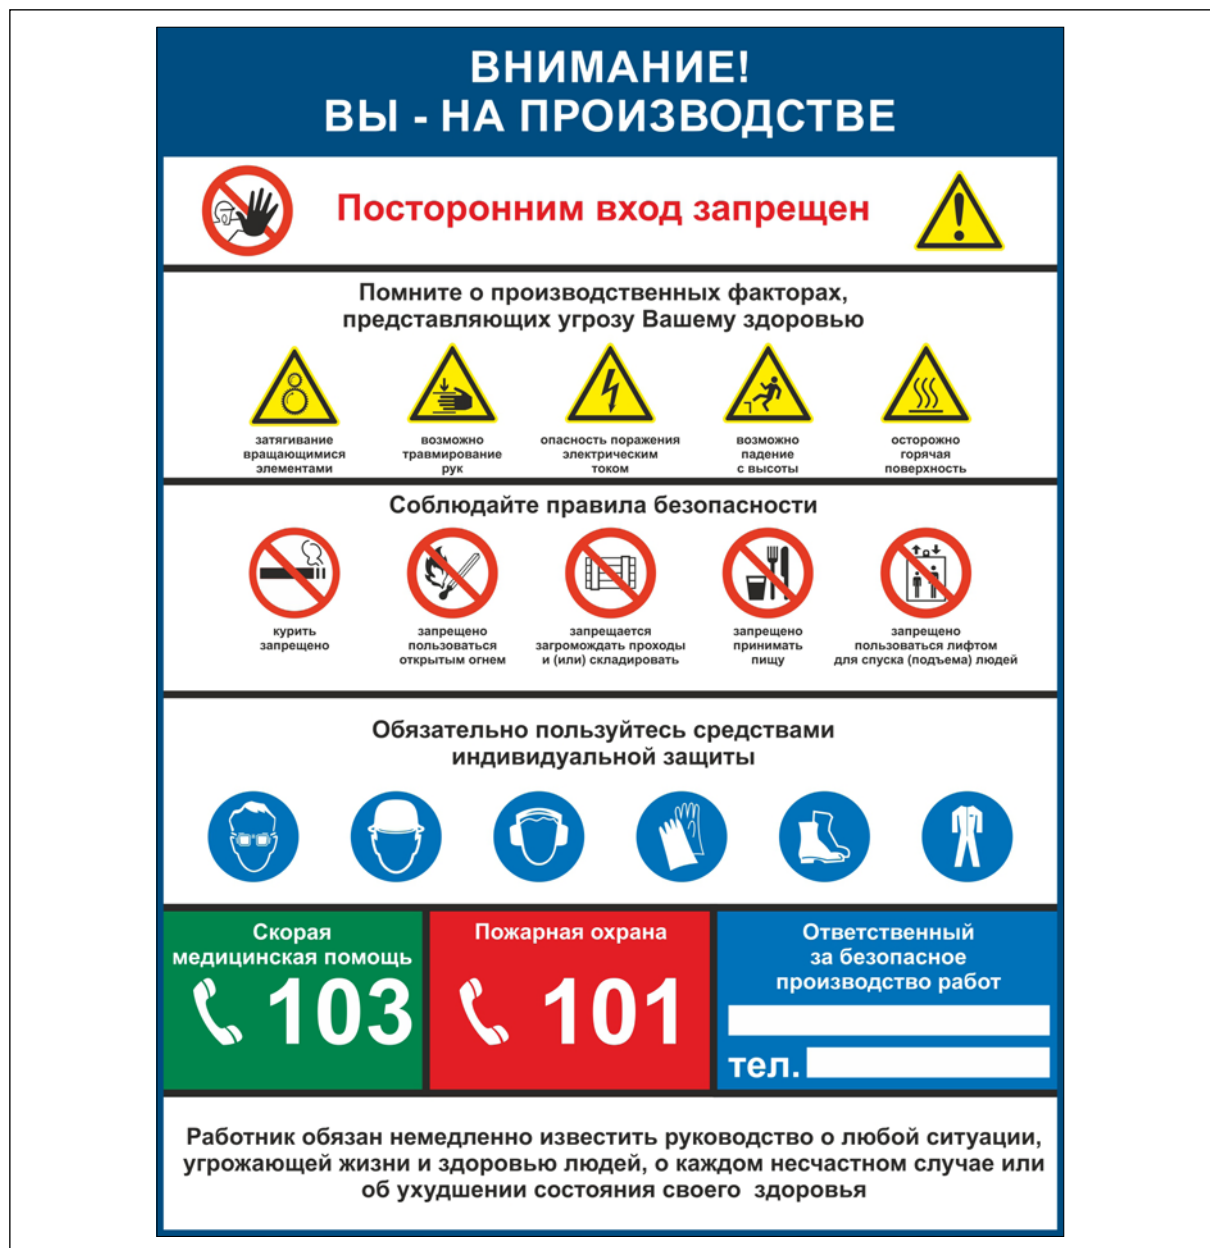 ВНИМАНИЕ!
ВЫ - НА ПРОИЗВОДСТВЕ
Посторонним вход запрещен
Помните о производственных факторах,
представляющих угрозу Вашему здоровью
затягивание
вращающимися
элементами
возможно
травмирование
рук
опасность поражения
электрическим
током
возможно
падение
с высоты
осторожно
горячая
поверхность
Соблюдайте правила безопасности
курить
запрещено
запрещено
пользоваться
открытым огнем
запрещается
загромождать проходы
и (или) складировать
запрещено
принимать
пищу
запрещено
пользоваться лифтом
для спуска (подъема) людей
Обязательно пользуйтесь средствами
индивидуальной защиты
Скорая
медицинская помощь
103
Пожарная охрана
101
Ответственный
за безопасное
производство работ
тел.
Работник обязан немедленно известить руководство о любой ситуации,
угрожающей жизни и здоровью людей, о каждом несчастном случае или
об ухудшении состояния своего здоровья